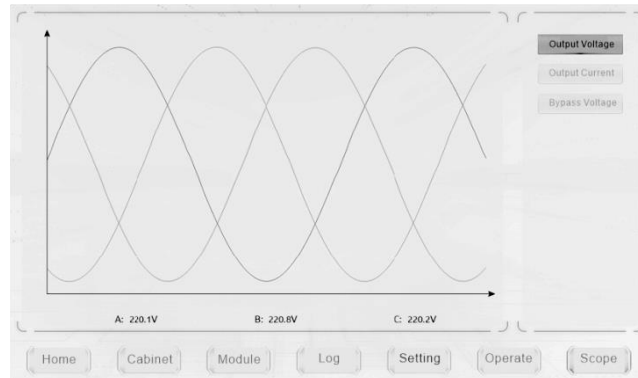 Output Voltage
Output Current
Bypass Voltage
A: 220.1V B: 220.8V C: 220.2V
Home Cabinet Module Log Setting Operate Scope